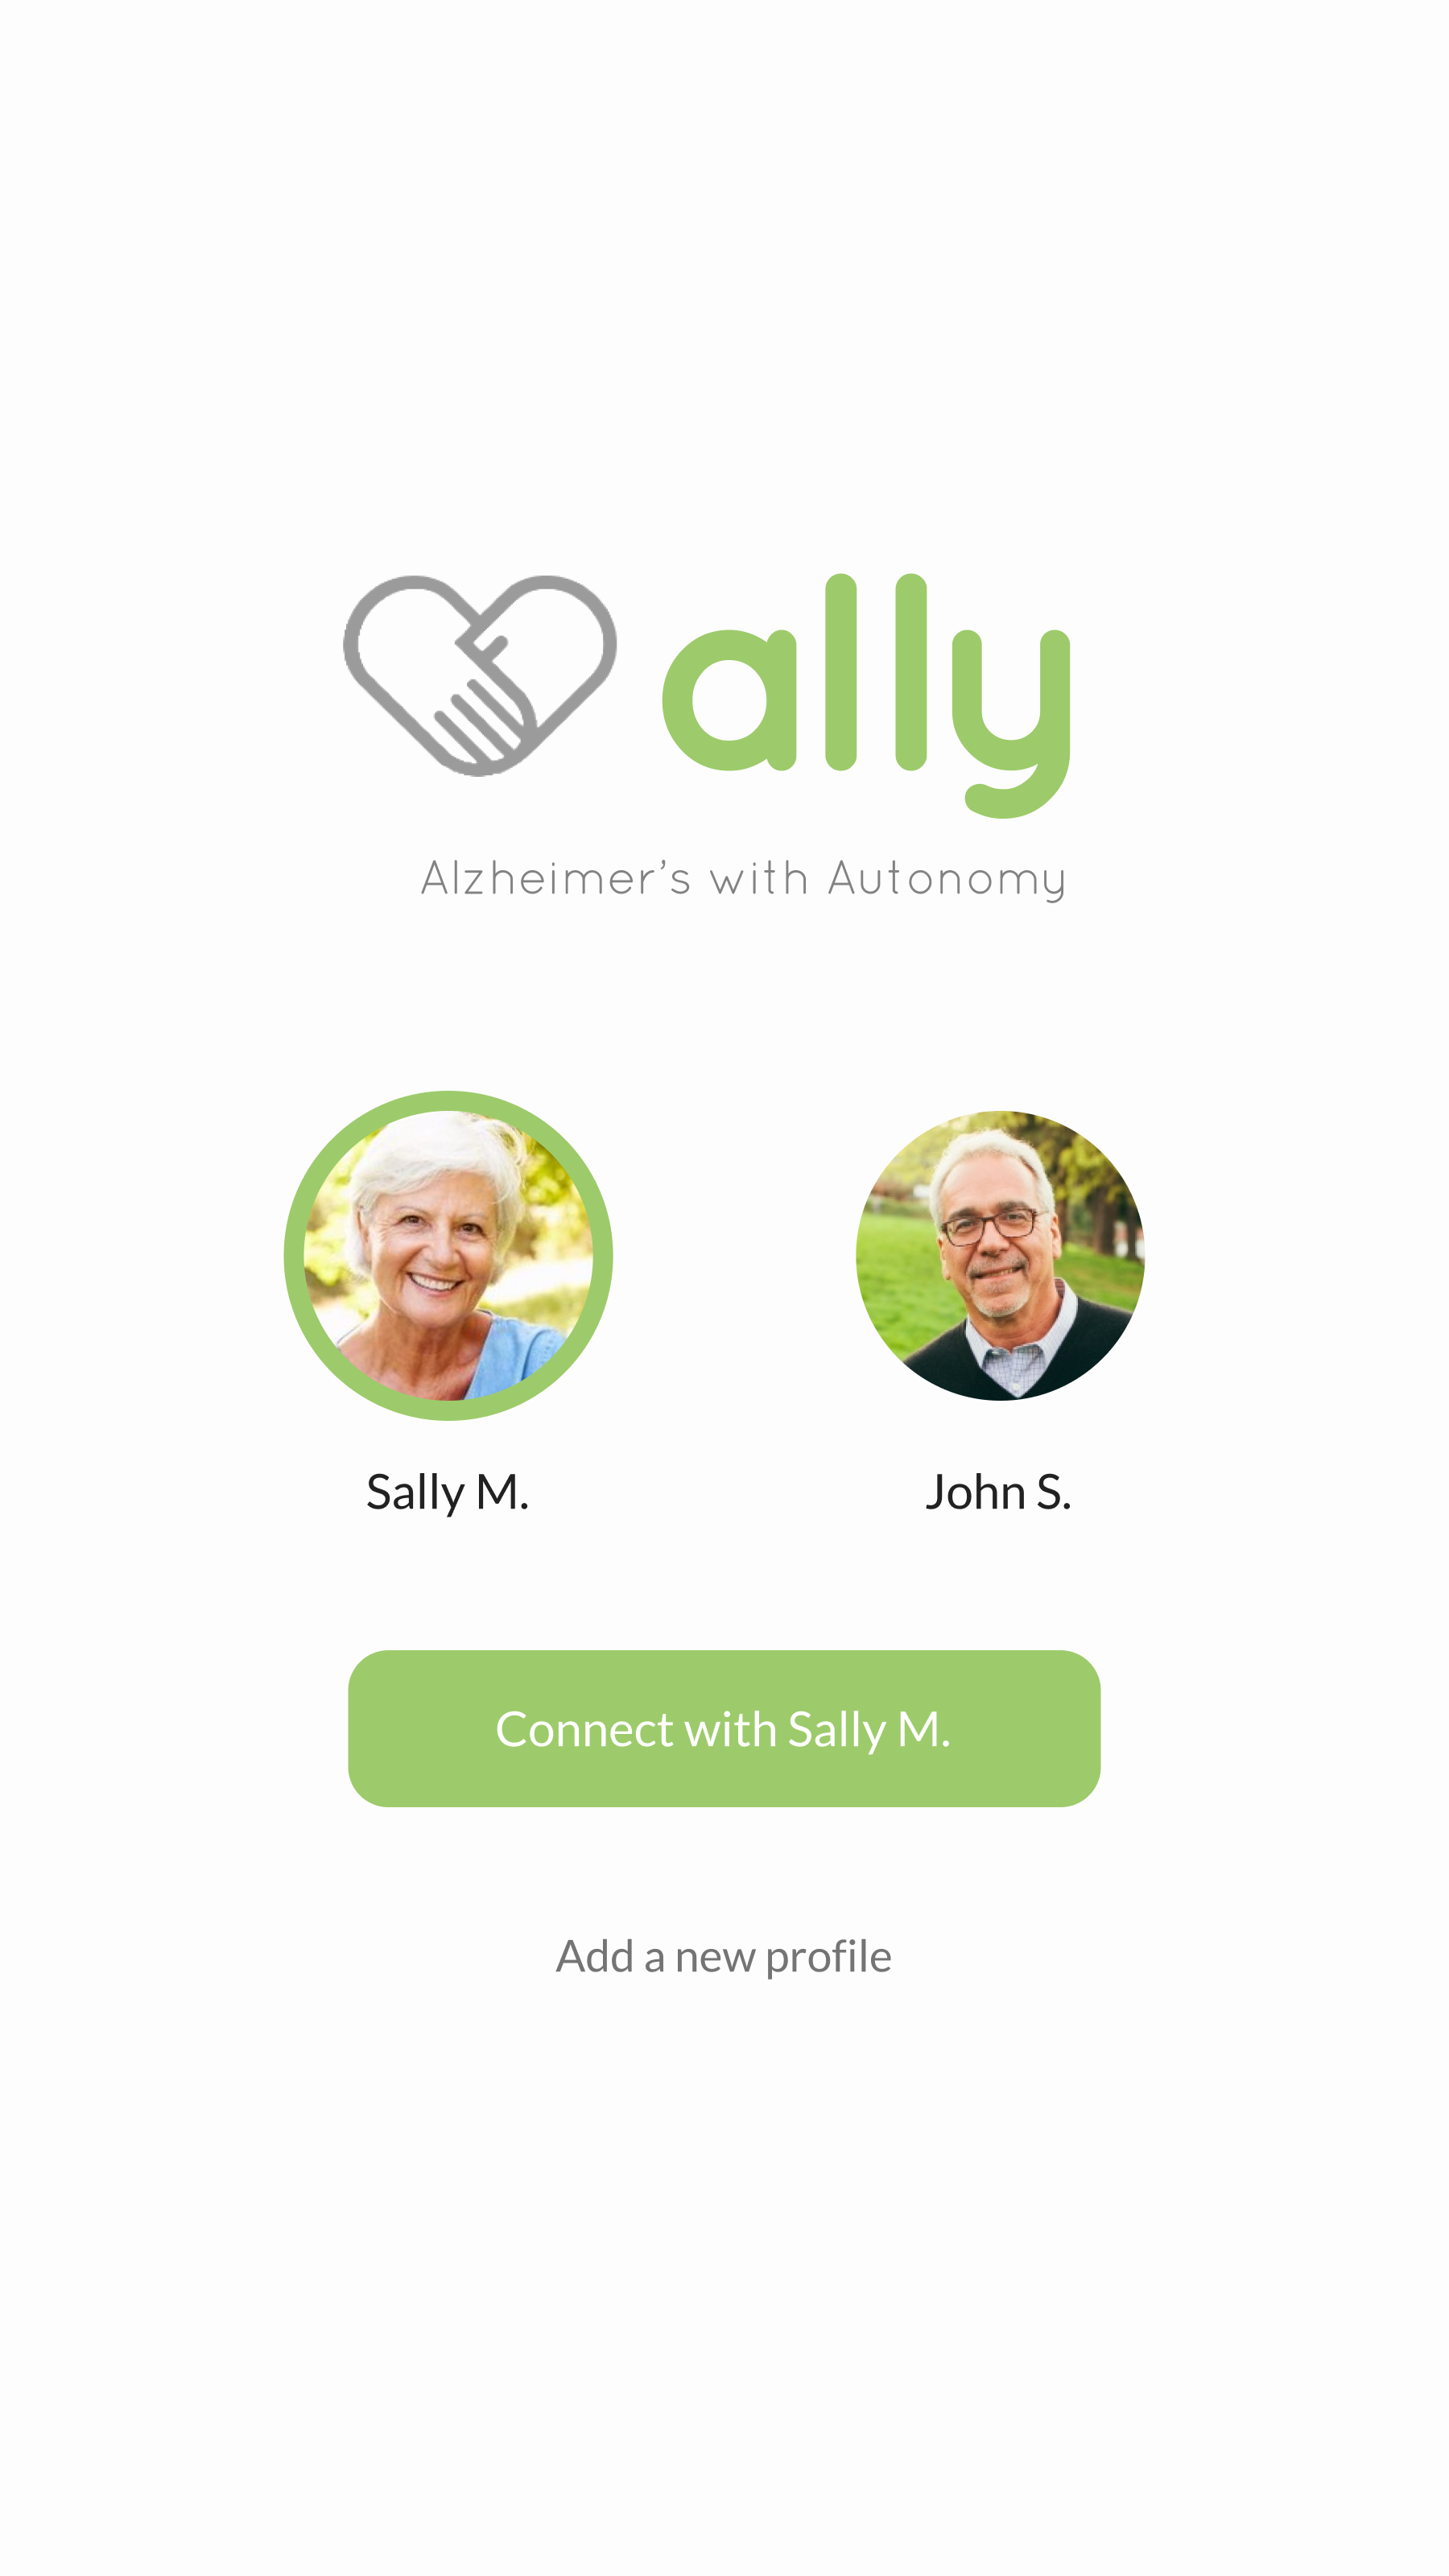 ally
Alzheimer’s with Autonomy
Sally M.
John S.
Connect with Sally M.
Add a new profile